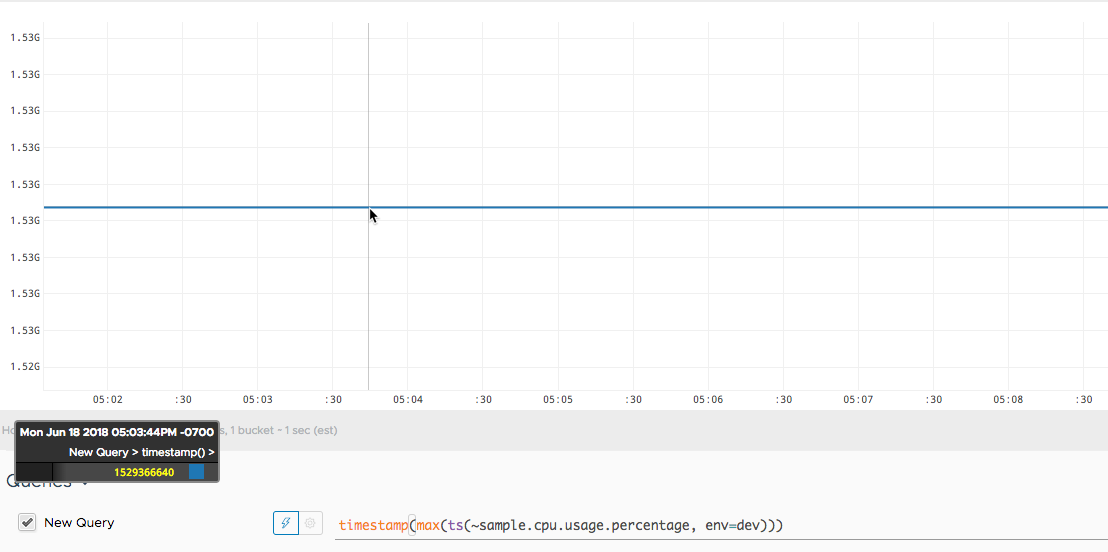 1.53G
1.53G
1.53G
1.53G
1.53G
1.53G
1.53G
1.53G
1.53G
1.52G
05:02 :30 05:03 :30 05:04 :30 05:05 :30 05:06 :30 05:07 :30 05:08 :30
Ho s, 1 bucket - 1 sec (est)
Mon Jun 18 2018 05:03:44PM -0700
New Query > timestamp() >
1529366640
Queries
New Query timestamp(max(ts(~sample.cpu.usage.percentage, env=dev)))